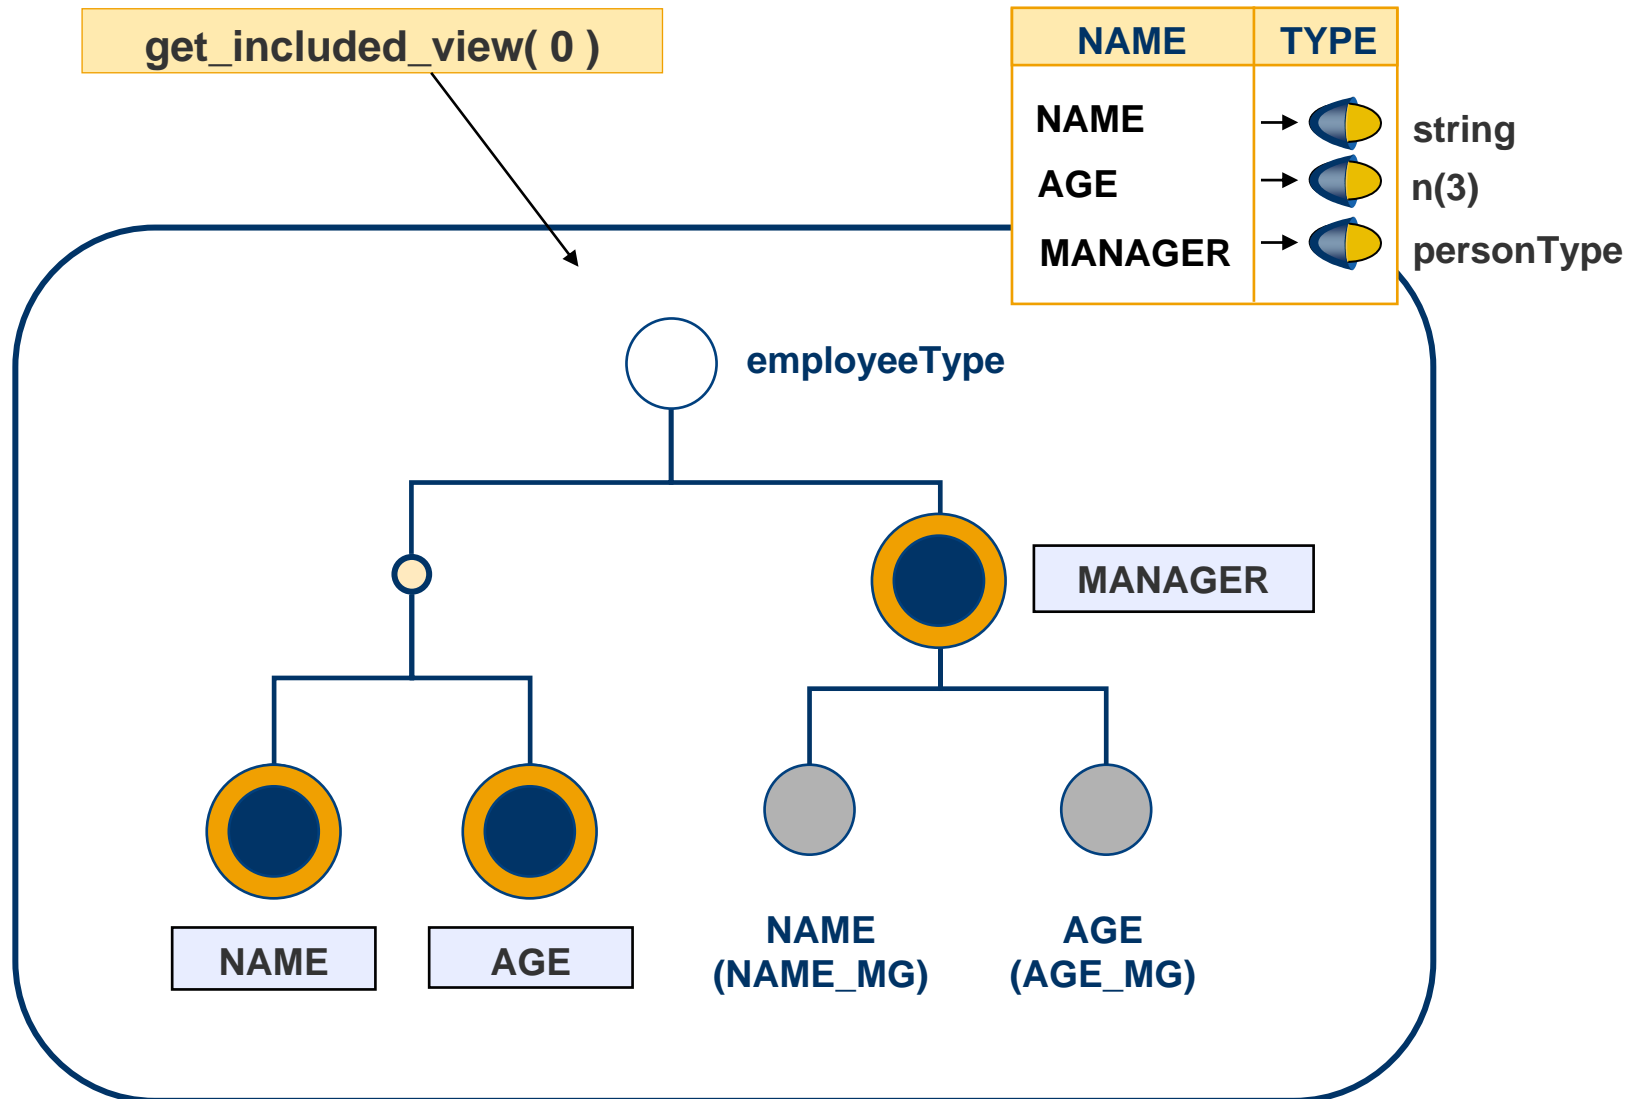 get_included_view( 0 )
NAME TYPE
NAME string
AGE n(3)
MANAGER personType
employeeType
MANAGER
NAME AGE
NAME AGE
(NAME_MG) (AGE_MG)